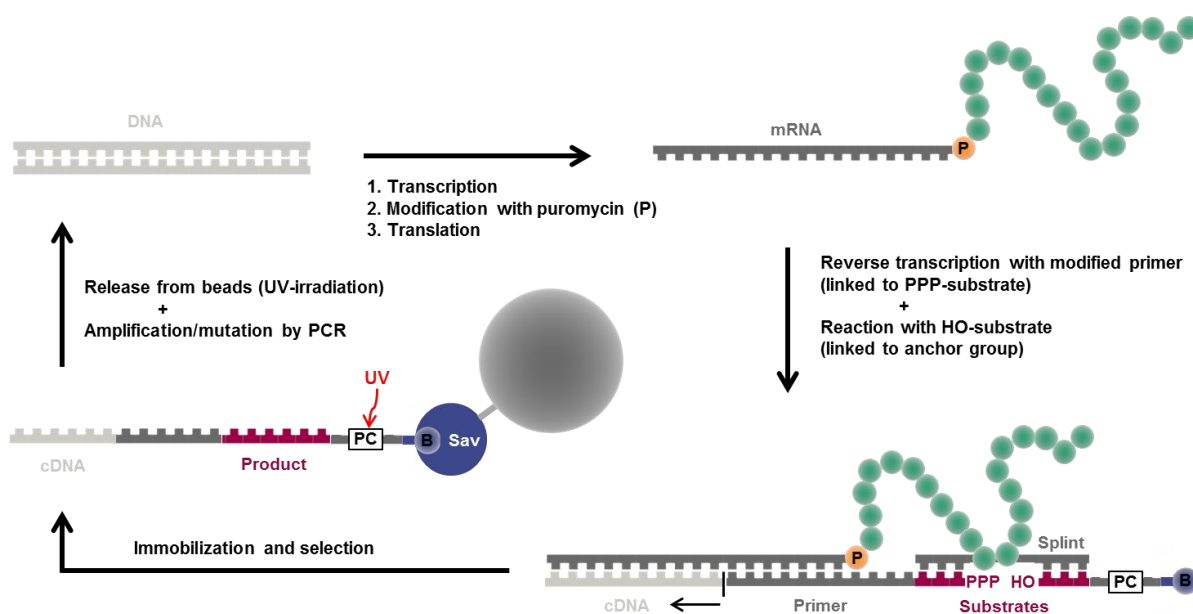 DNA
mRNA
P
1. Transcription
2. Modification with puromycin (P)
3. Translation
Reverse transcription with modified primer
(linked to PPP-substrate)
+
Reaction with HO-substrate
(linked to anchor group)
Release from beads (UV-irradiation)
+
Amplification/mutation by PCR
UV
PC
B
Sav
cDNA
Product
Immobilization and selection
P
Splint
PPP HO
PC
B
cDNA
Primer
Substrates